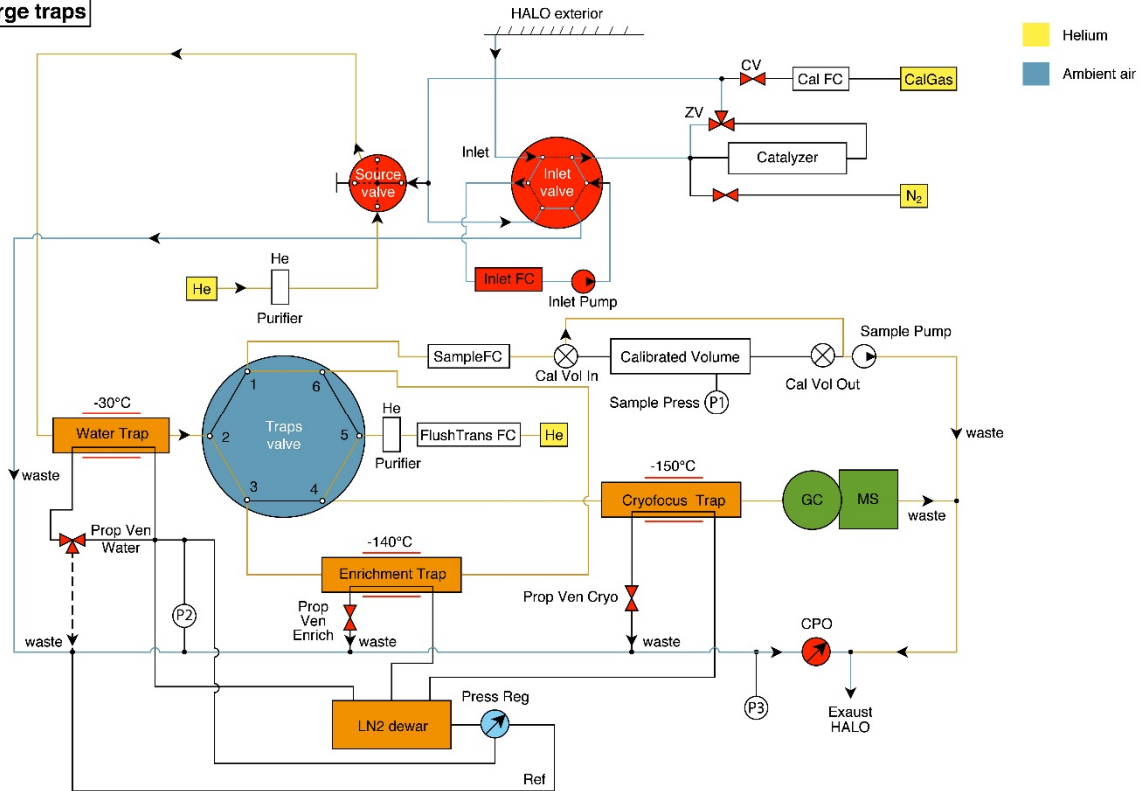 rge traps
HALO exterior
Helium
Ambient air
CV
Cal FC
CalGas
ZV
Inlet
Catalyzer
Source
valve
Inlet
valve
N2
He
He
Purifier
Inlet FC
Inlet Pump
Sample Pump
SampleFC
Calibrated Volume
Cal Vol In
Cal Vol Out
Sample Press
P1
1
6
-30°C
Water Trap
2
Traps
valve
5
He
FlushTrans FC
He
Purifier
waste
waste
3
4
-150°C
Cryofocus Trap
GC
MS
waste
Prop Ven
Water
-140°C
Enrichment Trap
P2
Prop
Ven
Enrich
Prop Ven Cryo
CPO
waste
waste
waste
P3
Exaust
HALO
Press Reg
LN2 dewar
Ref